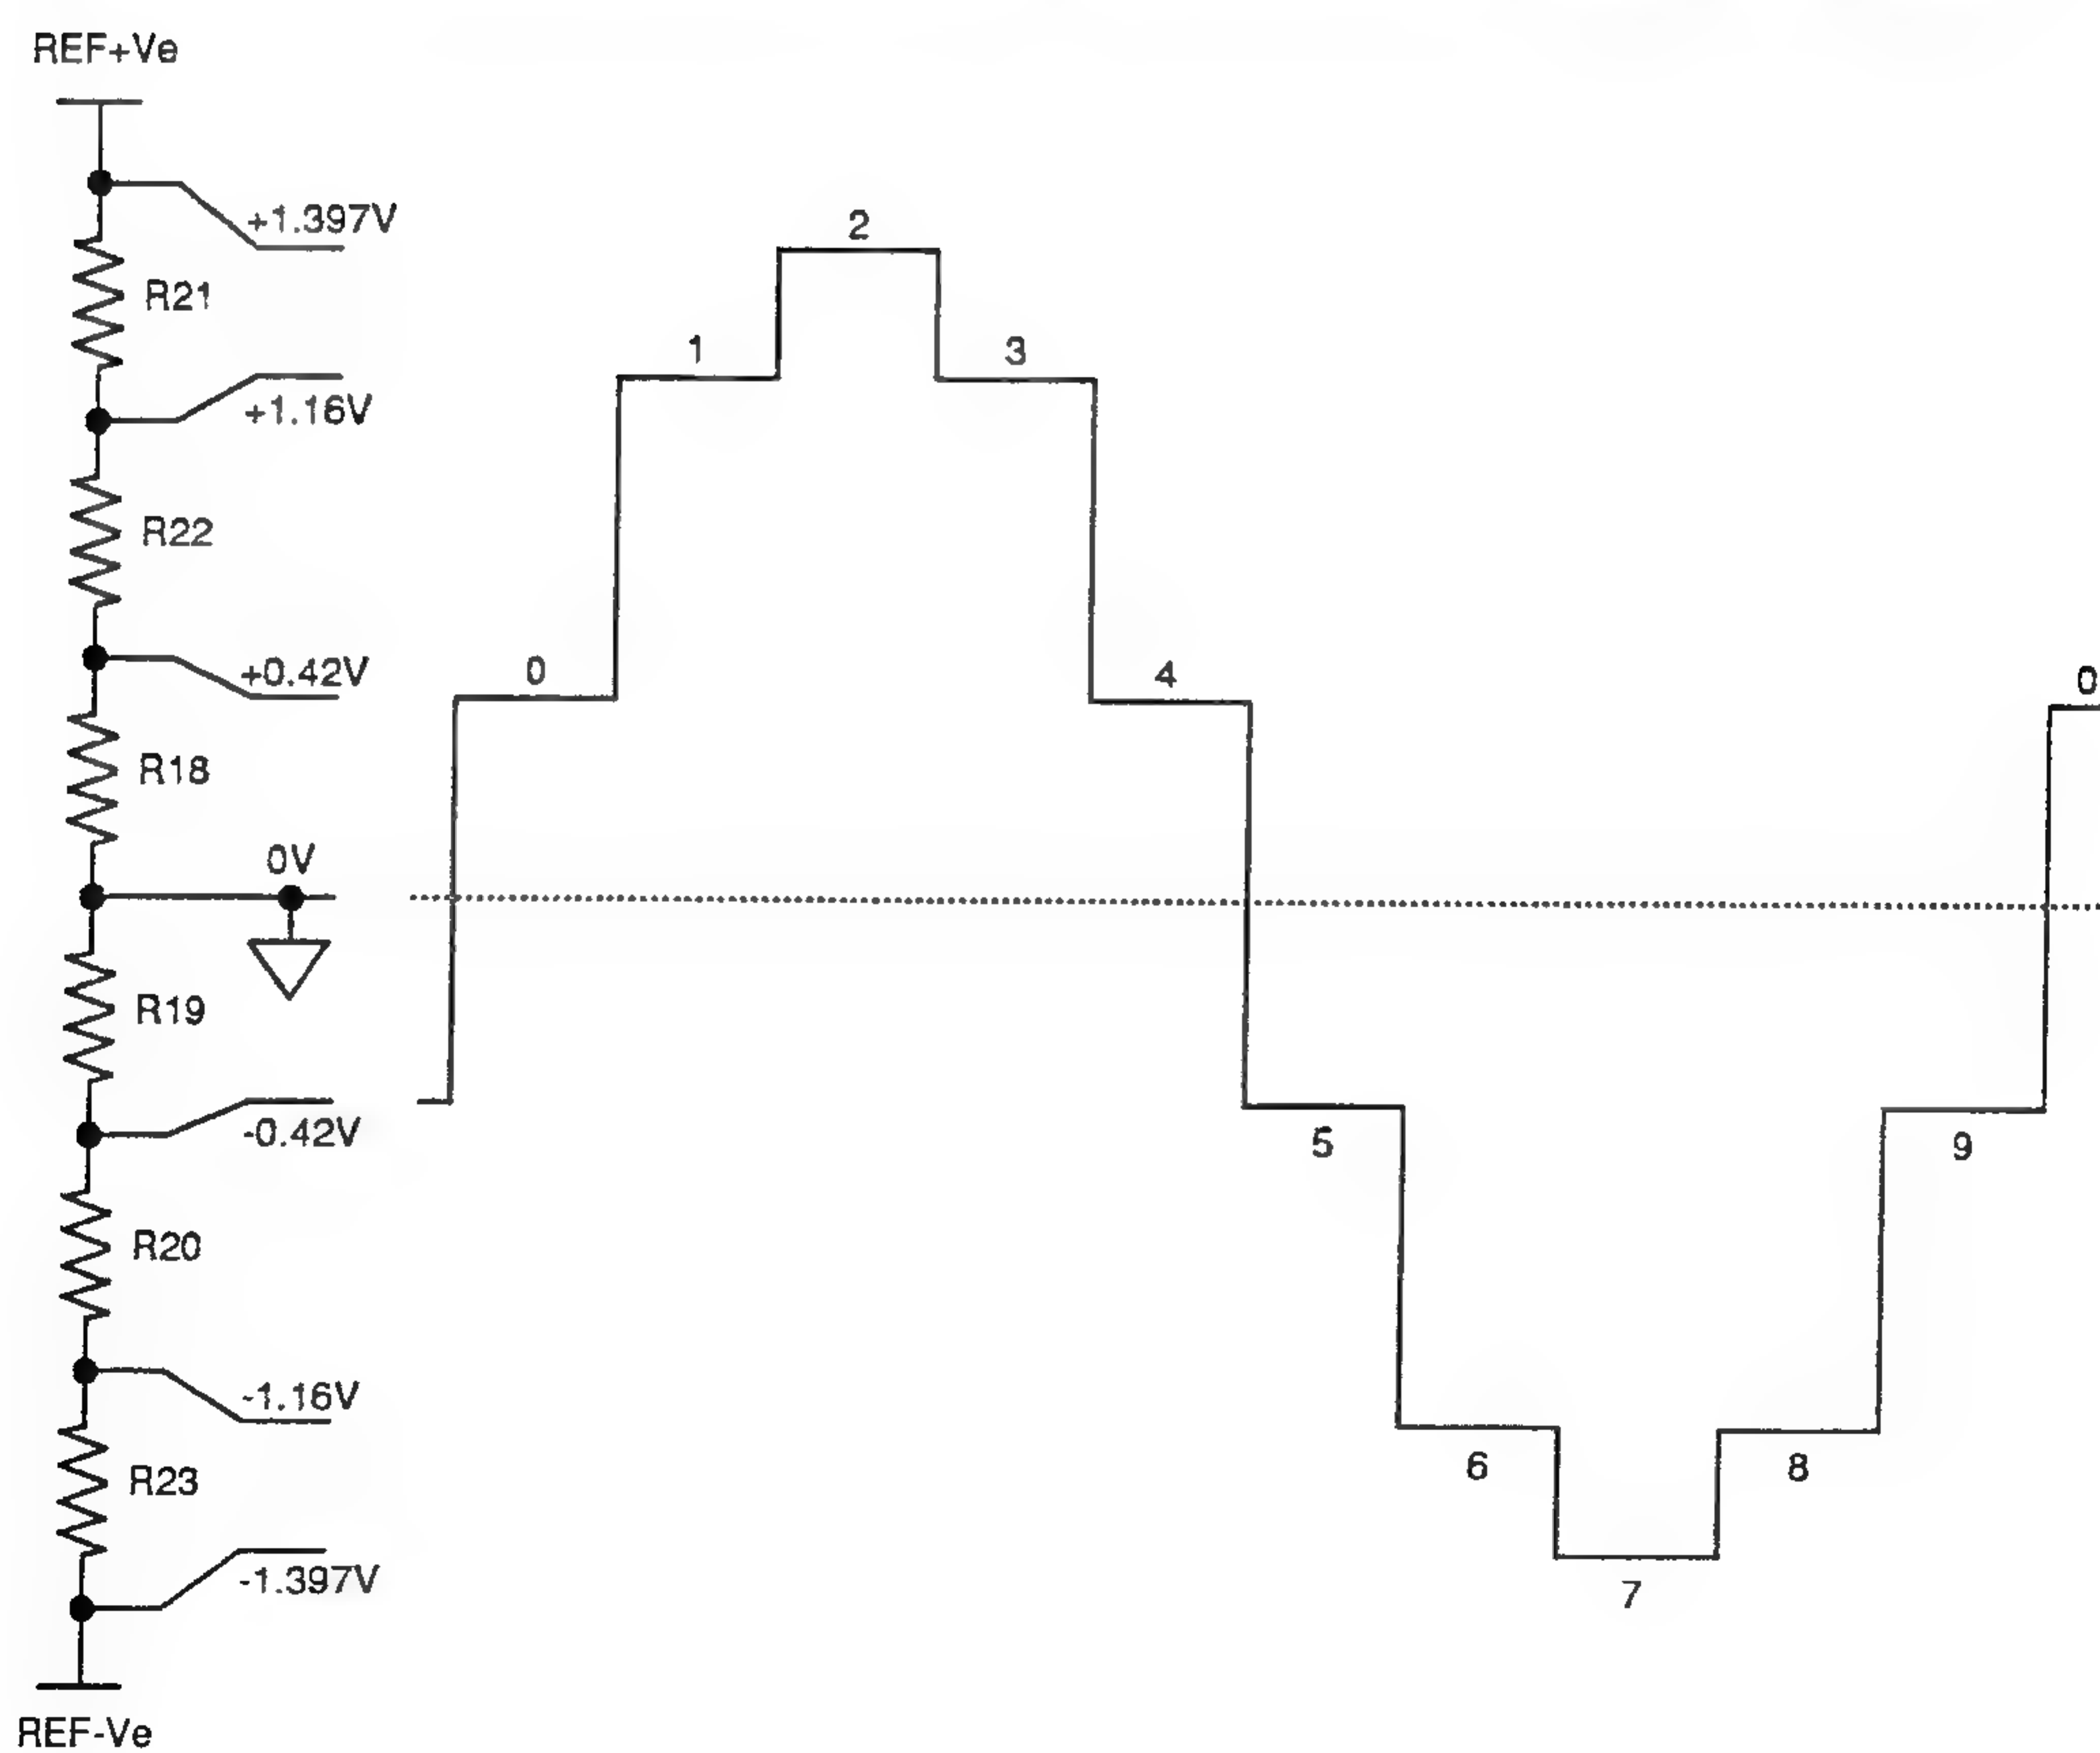 REF+Ve
+1.397V
2
R21
1
3
+1.16V
R22
0
4
0
+0.42V
R18
0V
R19
-0.42V
5
9
R20
-1.16V
6
8
R23
-1.397V
7
REF-Ve